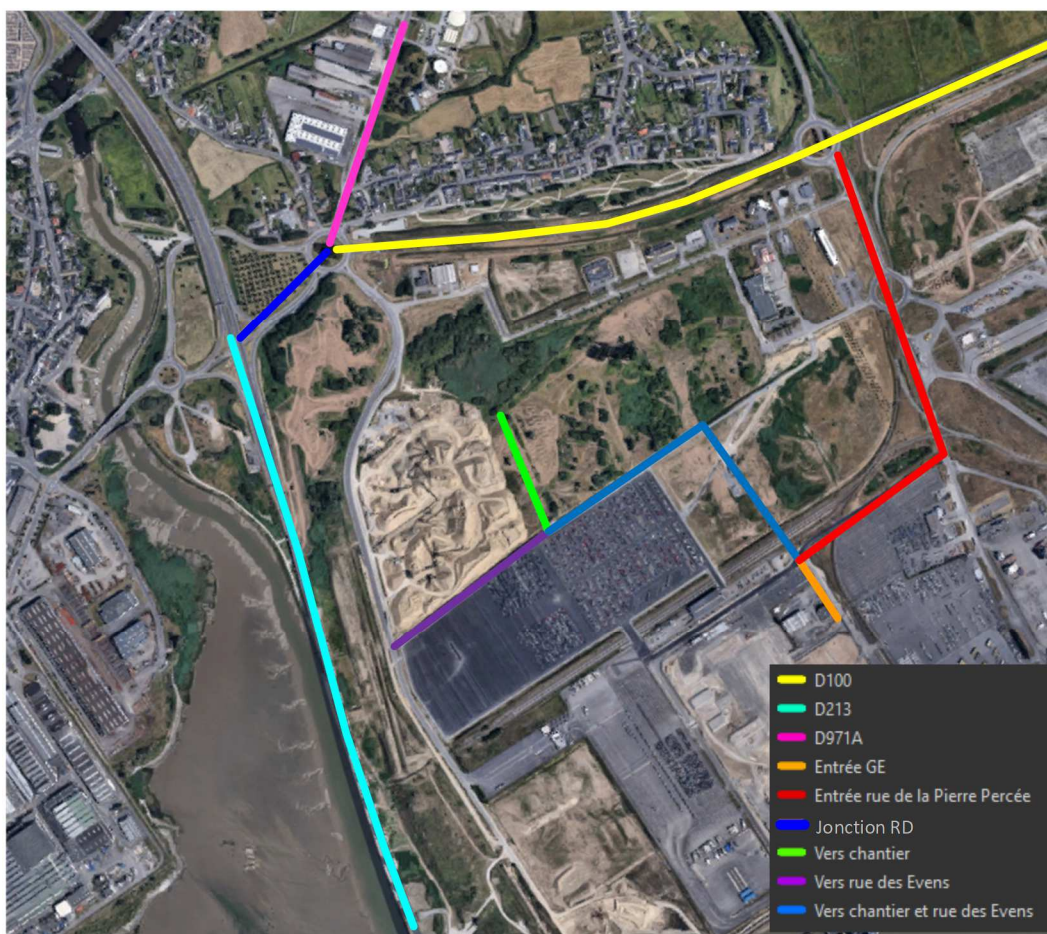 D100
D213
D971A
Entrée GE
Entrée rue de la Pierre Percée
Jonction RD
Vers chantier
Vers rue des Evens
Vers chantier et rue des Evens